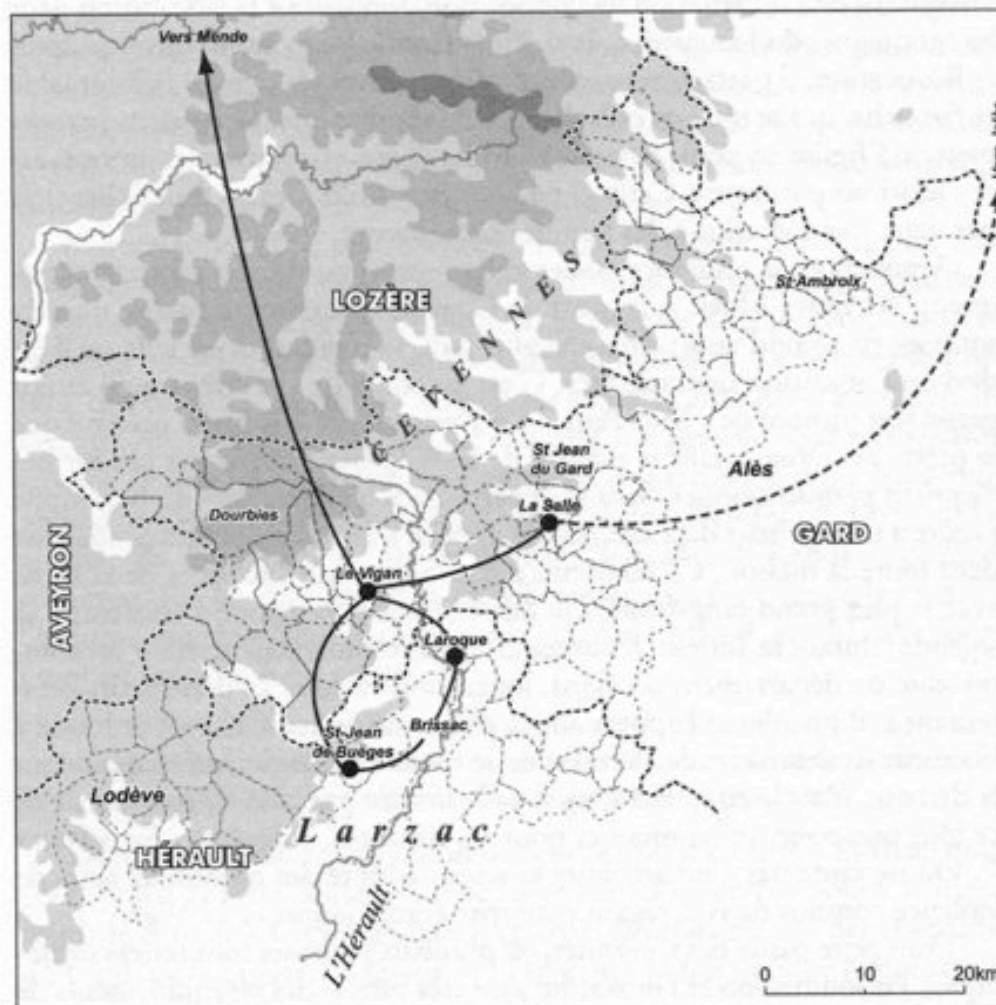 Vers Mende
LOZÈRE
CÉVENNES
St-Ambroix
St Jean
du Gard
Alès
La Salle
GARD
Dourbies
AVEYRON
Le Vigan
Laroque
Brissac
St-Jean
de Buèges
Lodève
Larzac
HÉRAULT
L'Hérault
0 10 20km